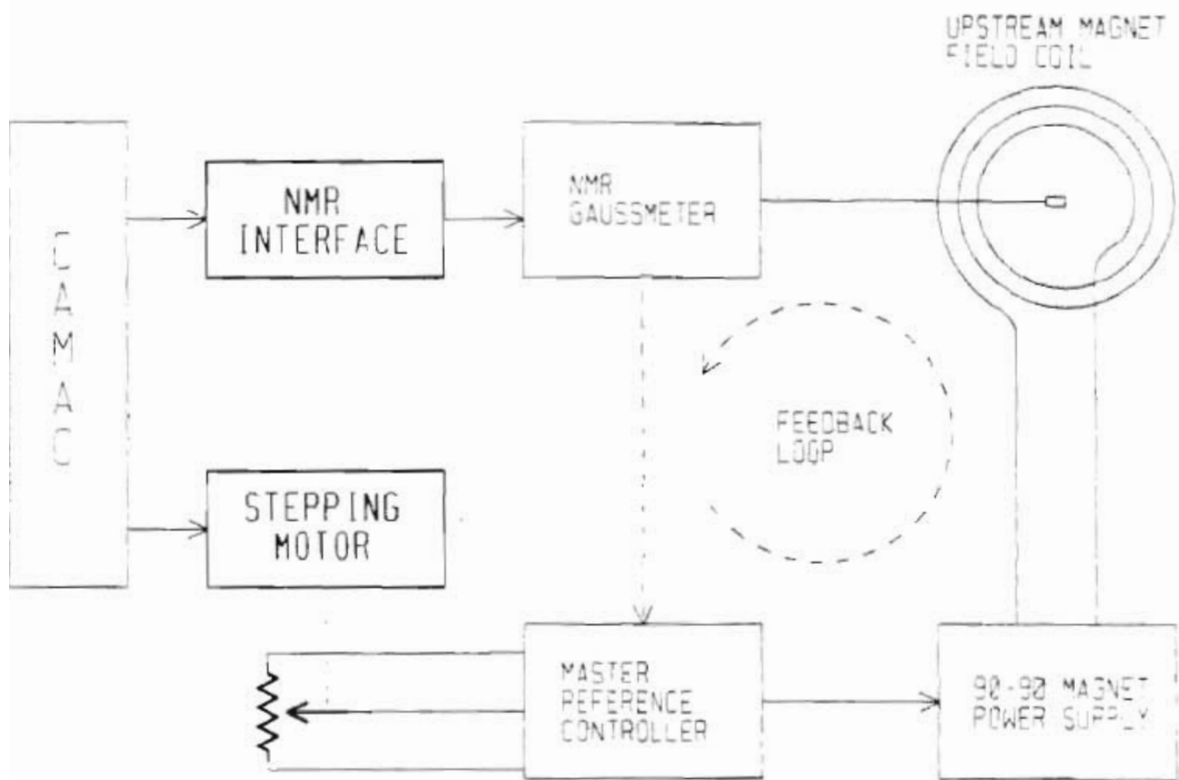 UPSTREAM MAGNET
FIELD COIL
CAMAC
NMR
INTERFACE
NMR
GAUSSMETER
FEEDBACK
LOOP
STEPPING
MOTOR
MASTER
REFERENCE
CONTROLLER
90-90 MAGNET
POWER SUPPLY